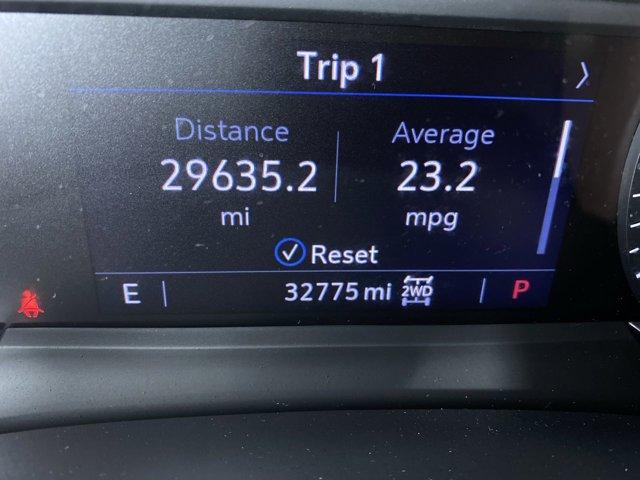 Trip 1
Distance Average
29635.2 23.2
mi mpg
Reset
E 32775 mi 2WD P